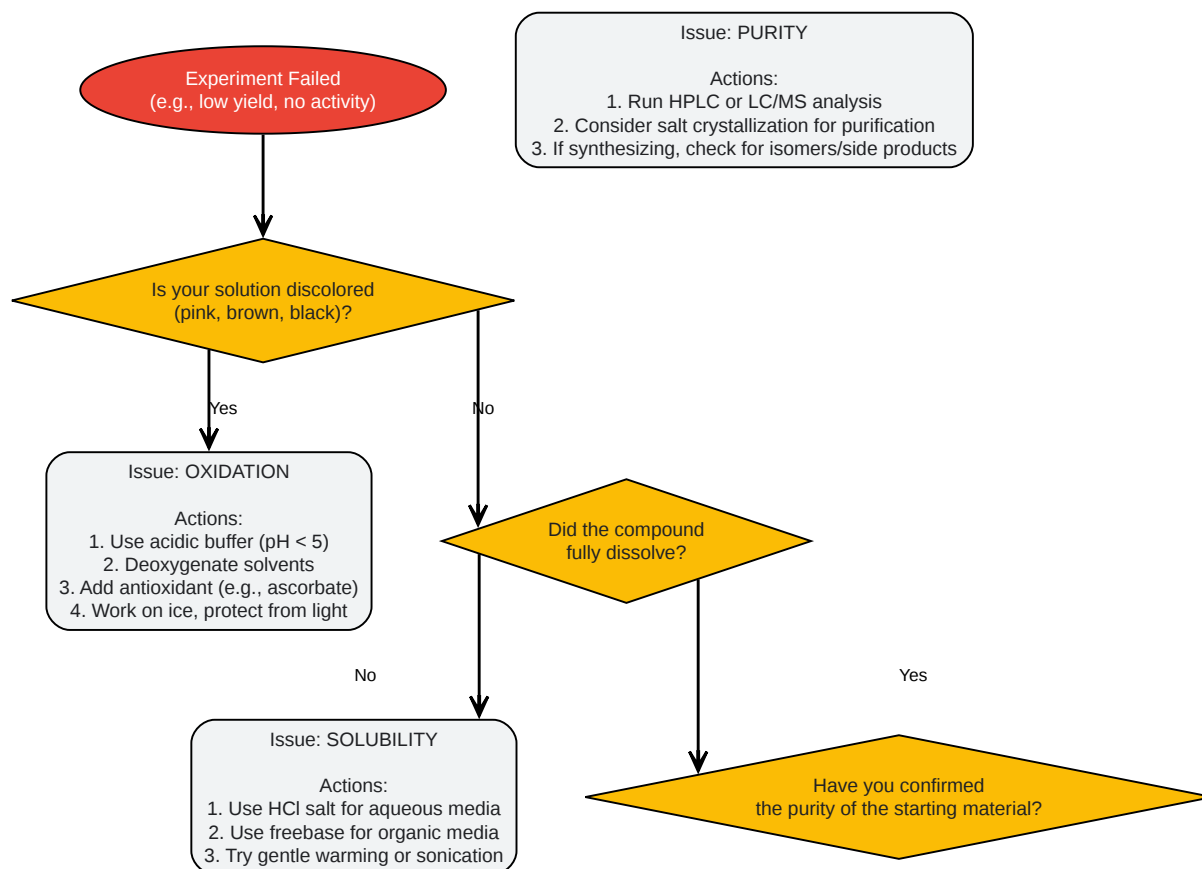 Experiment Failed
(e.g., low yield, no activity)
Issue: PURITY
Actions:
1. Run HPLC or LC/MS analysis
2. Consider salt crystallization for purification
3. If synthesizing, check for isomers/side products
Is your solution discolored
(pink, brown, black)?
Yes
No
Issue: OXIDATION
Actions:
1. Use acidic buffer (pH < 5)
2. Deoxygenate solvents
3. Add antioxidant (e.g., ascorbate)
4. Work on ice, protect from light
Did the compound
fully dissolve?
No
Yes
Issue: SOLUBILITY
Actions:
1. Use HCl salt for aqueous media
2. Use freebase for organic media
3. Try gentle warming or sonication
Have you confirmed
the purity of the starting material?